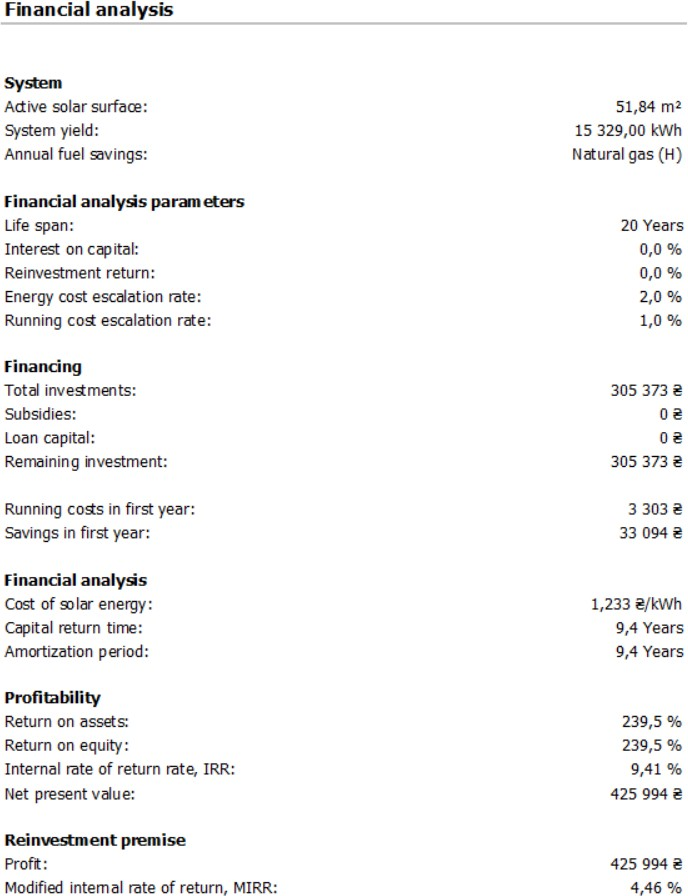 Financial analysis
System
Active solar surface: 51,84 m²
System yield: 15 329,00 kWh
Annual fuel savings: Natural gas (H)
Financial analysis parameters
Life span: 20 Years
Interest on capital: 0,0 %
Reinvestment return: 0,0 %
Energy cost escalation rate: 2,0 %
Running cost escalation rate: 1,0 %
Financing
Total investments: 305 373 ₴
Subsidies: 0 ₴
Loan capital: 0 ₴
Remaining investment: 305 373 ₴
Running costs in first year: 3 303 ₴
Savings in first year: 33 094 ₴
Financial analysis
Cost of solar energy: 1,233 ₴/kWh
Capital return time: 9,4 Years
Amortization period: 9,4 Years
Profitability
Return on assets: 239,5 %
Return on equity: 239,5 %
Internal rate of return rate, IRR: 9,41 %
Net present value: 425 994 ₴
Reinvestment premise
Profit: 425 994 ₴
Modified internal rate of return, MIRR: 4,46 %